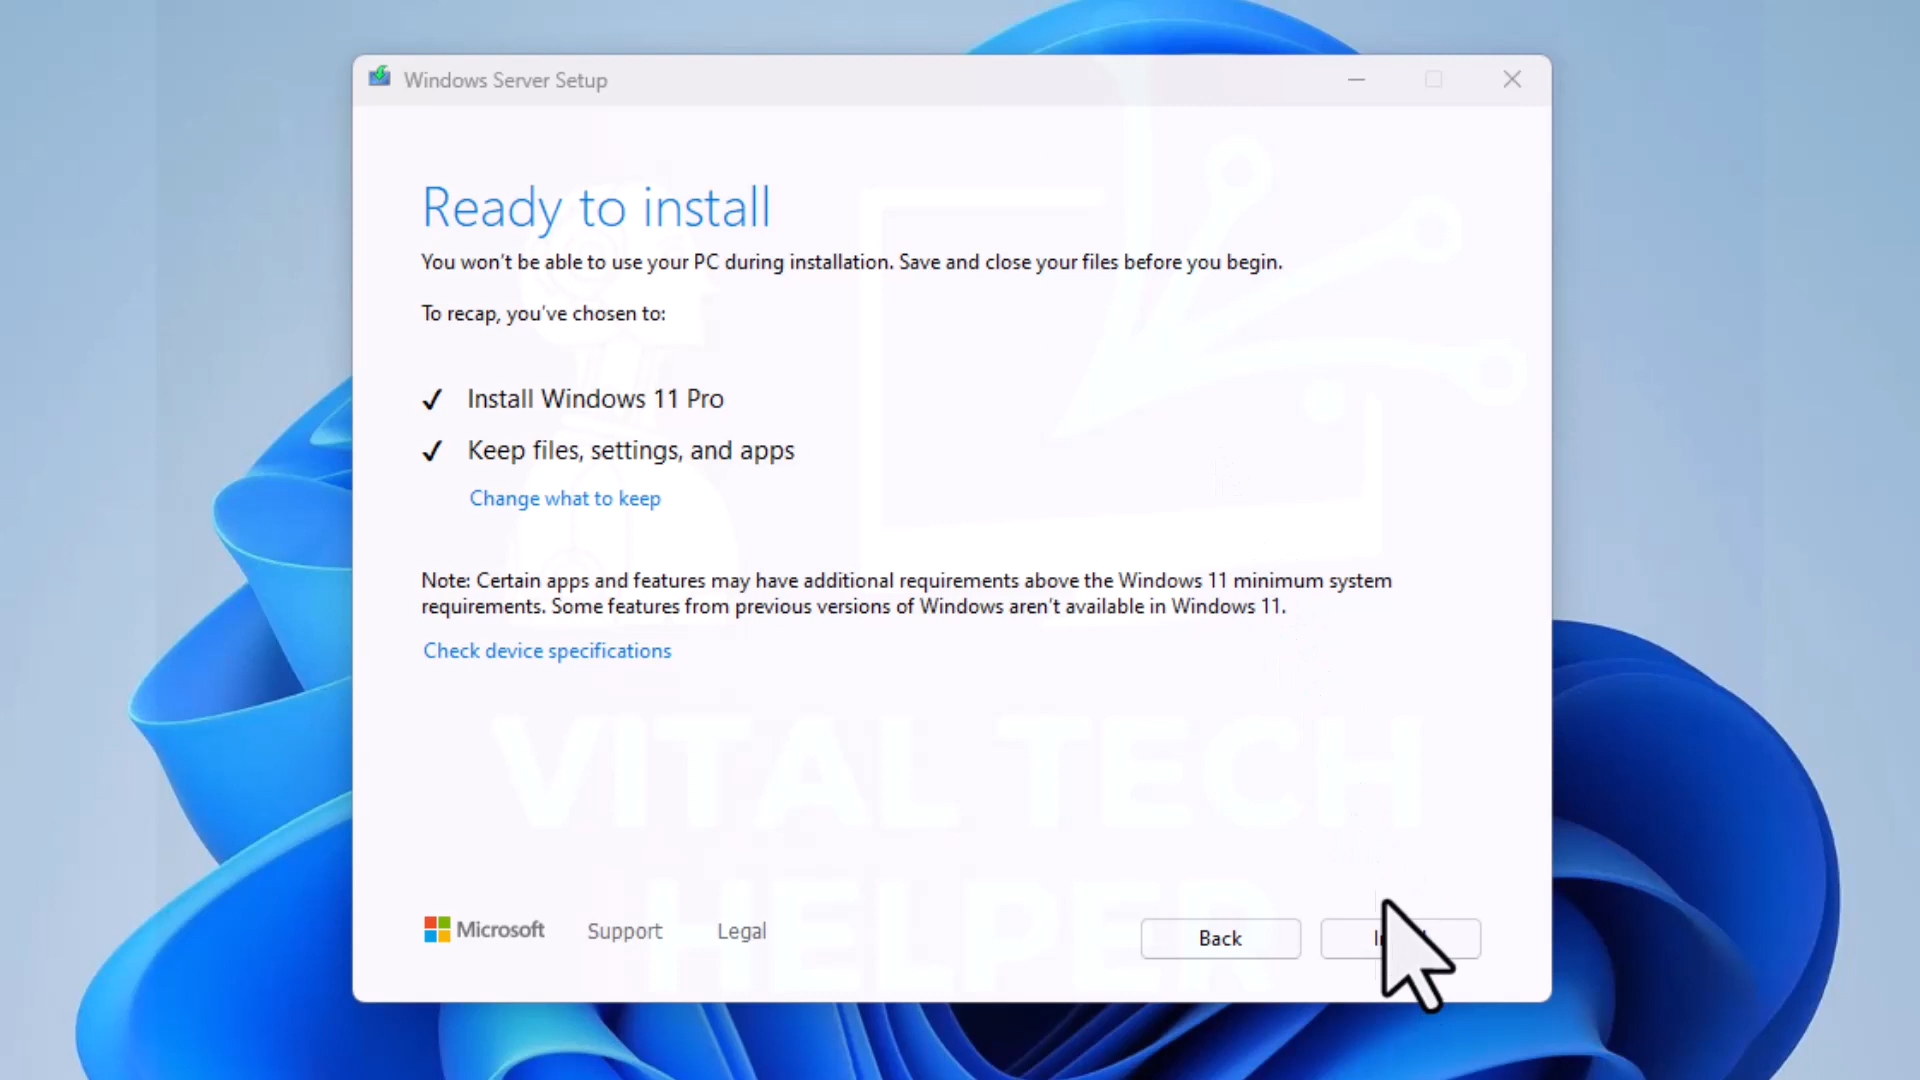 Windows Server Setup
Ready to install
You won't be able to use your PC during installation. Save and close your files before you begin.
To recap, you've chosen to:
Install Windows 11 Pro
Keep files, settings, and apps
Change what to keep
Note: Certain apps and features may have additional requirements above the Windows 11 minimum system
requirements. Some features from previous versions of Windows aren't available in Windows 11.
Check device specifications
VITAL TECH
HELPER
Microsoft
Support
Legal
Back